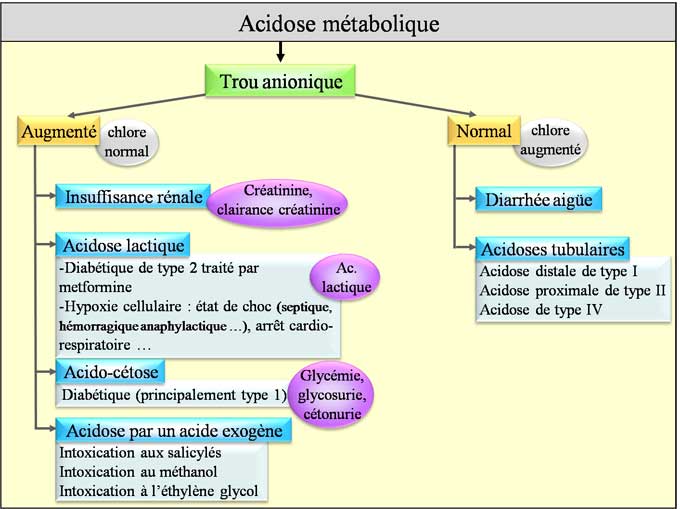 Acidose métabolique
Trou anionique
Augmenté
chlore
normal
Normal
chlore
augmenté
Insuffisance rénale
Créatinine,
clairance créatinine
Acidose lactique
-Diabétique de type 2 traité par
metformine
-Hypoxie cellulaire : état de choc (septique,
hémorragique anaphylactique …), arrêt cardio-
respiratoire …
Ac.
lactique
Acido-cétose
Diabétique (principalement type 1)
Glycémie,
glycosurie,
cétonurie
Acidose par un acide exogène
Intoxication aux salicylés
Intoxication au méthanol
Intoxication à l’éthylène glycol
Diarrhée aigüe
Acidoses tubulaires
Acidose distale de type I
Acidose proximale de type II
Acidose de type IV